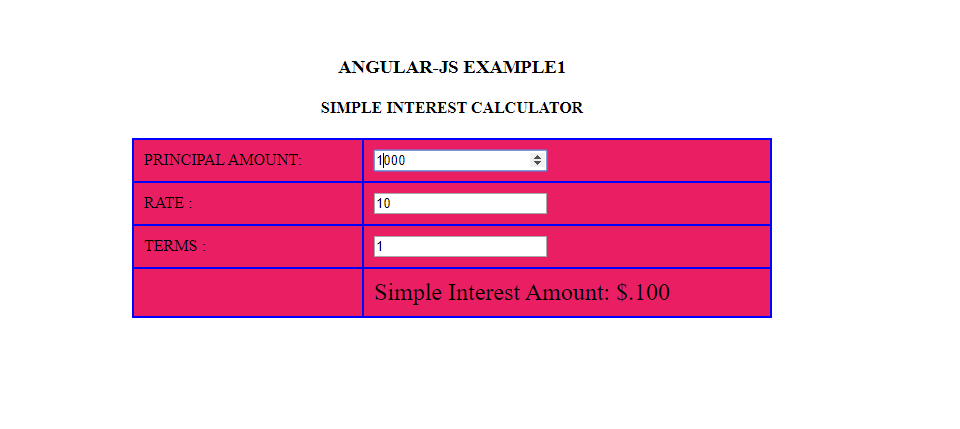 ANGULAR-JS EXAMPLE1
SIMPLE INTEREST CALCULATOR
PRINCIPAL AMOUNT: 1000
RATE : 10
TERMS : 1
Simple Interest Amount: $.100